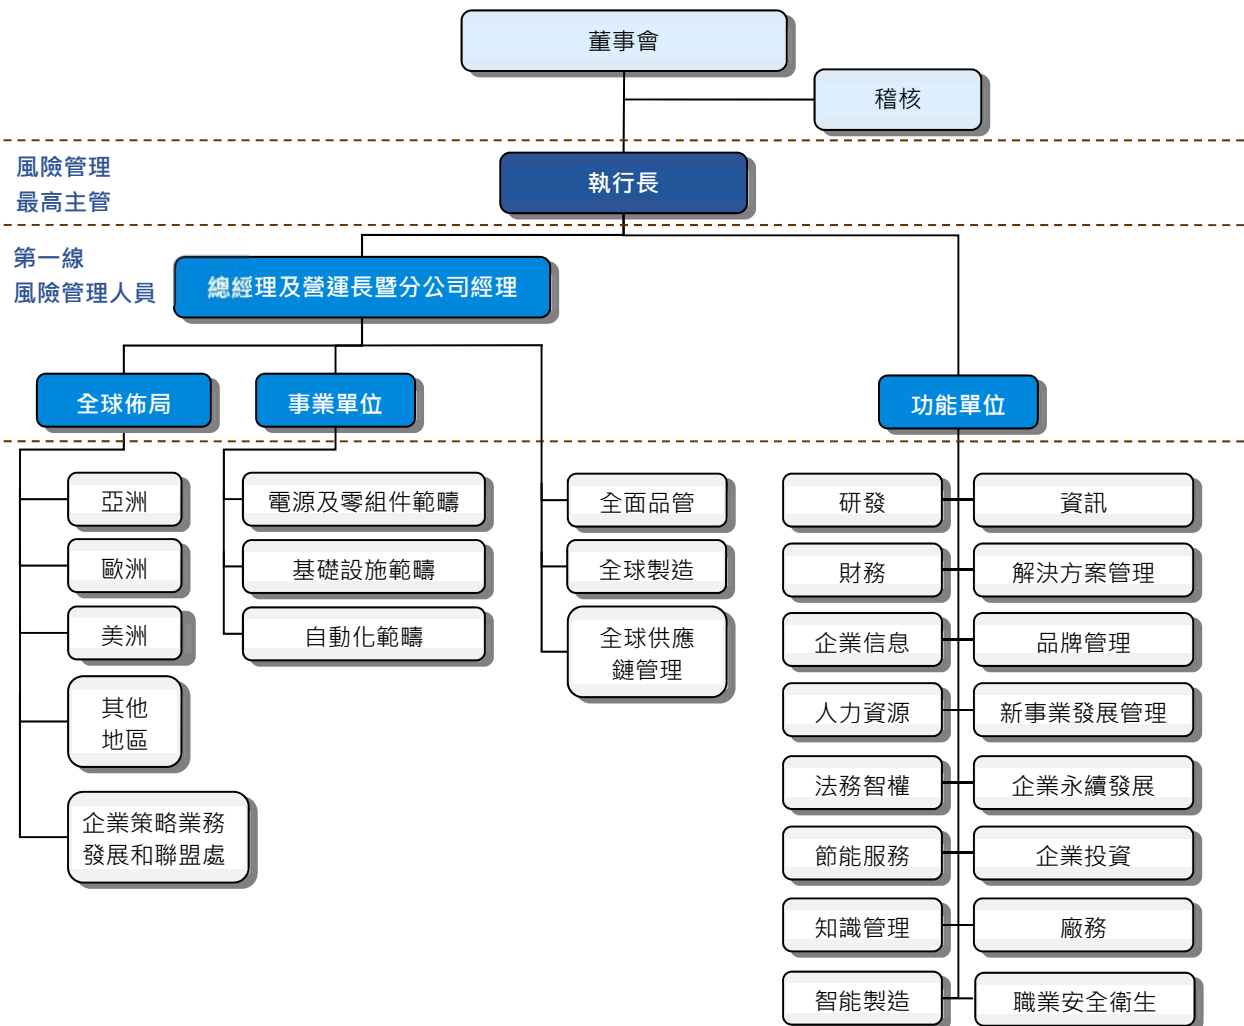 董事會
稽核
風險管理
最高主管
執行長
第一線
風險管理人員
總經理及營運長暨分公司經理
全球佈局
事業單位
功能單位
亞洲
歐洲
美洲
其他
地區
企業策略業務
發展和聯盟處
電源及零組件範疇
基礎設施範疇
自動化範疇
全面品管
全球製造
全球供應
鏈管理
研發
資訊
財務
解決方案管理
企業信息
品牌管理
人力資源
新事業發展管理
法務智權
企業永續發展
節能服務
企業投資
知識管理
廠務
智能製造
職業安全衛生